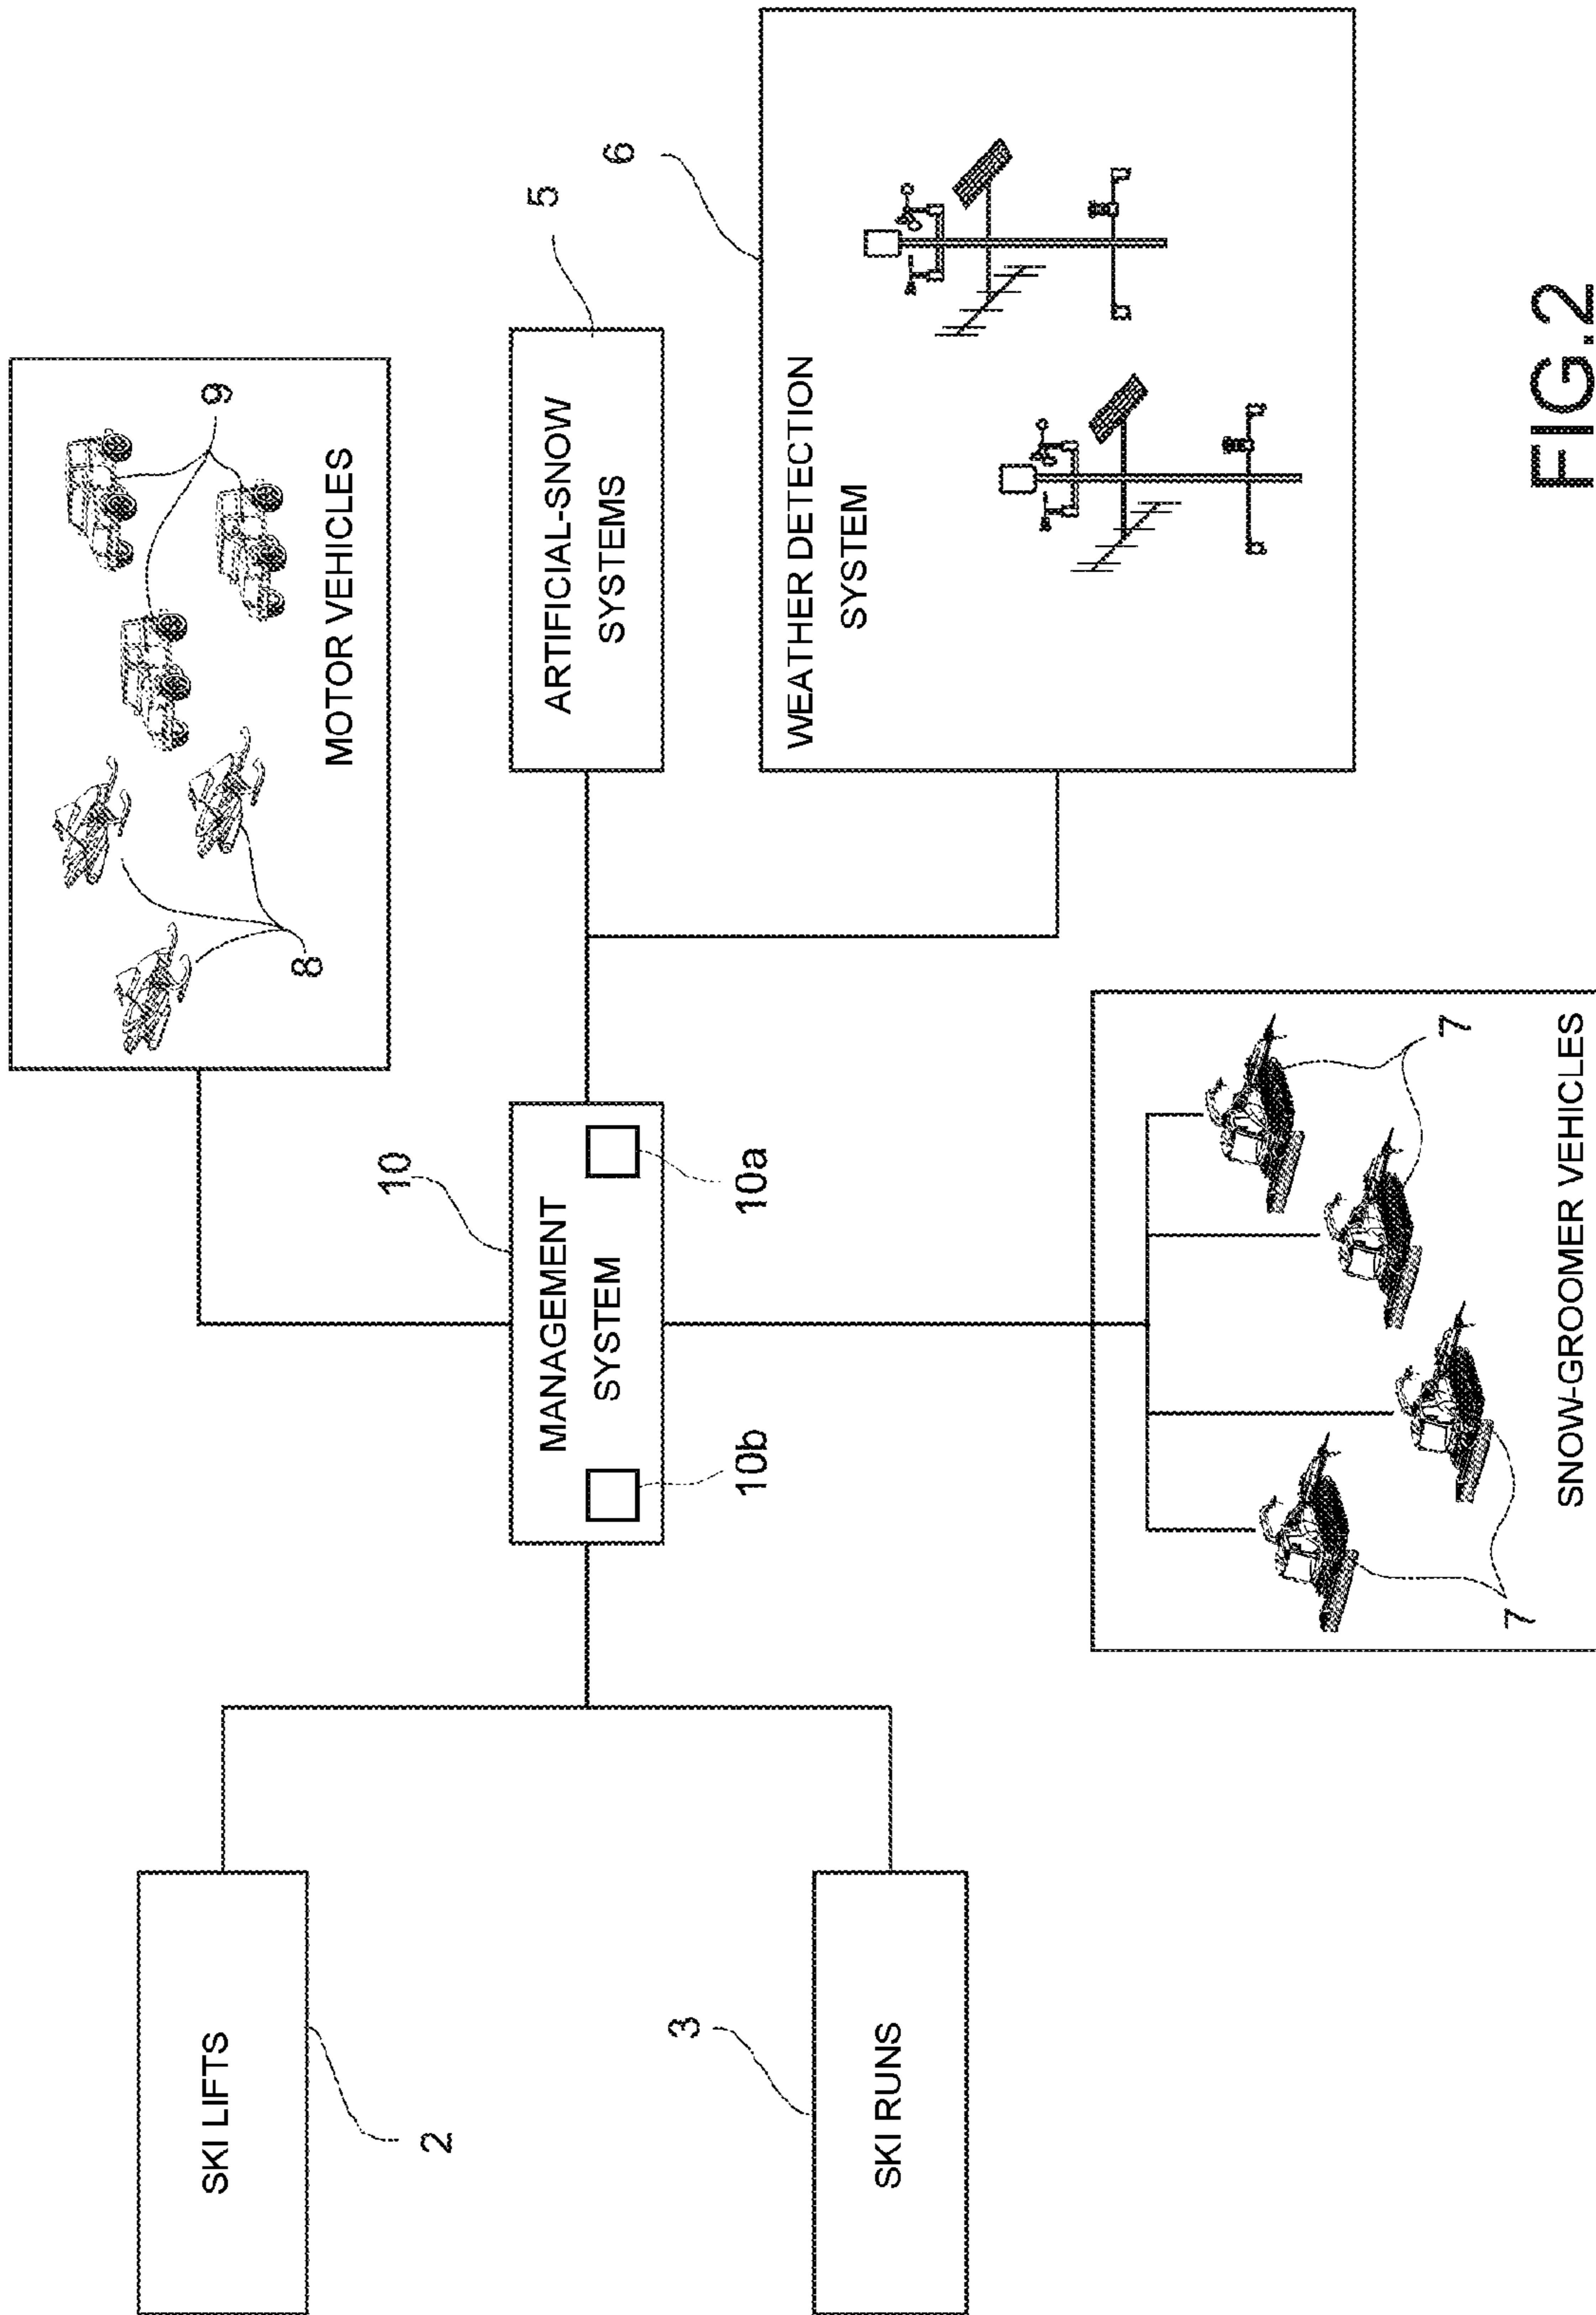 SKI LIFTS
2
3
SKI RUNS
10
MANAGEMENT
SYSTEM
10b
10a
8
9
MOTOR VEHICLES
5
ARTIFICIAL-SNOW
SYSTEMS
6
WEATHER DETECTION
SYSTEM
7
7
SNOW-GROOMER VEHICLES
FIG.2